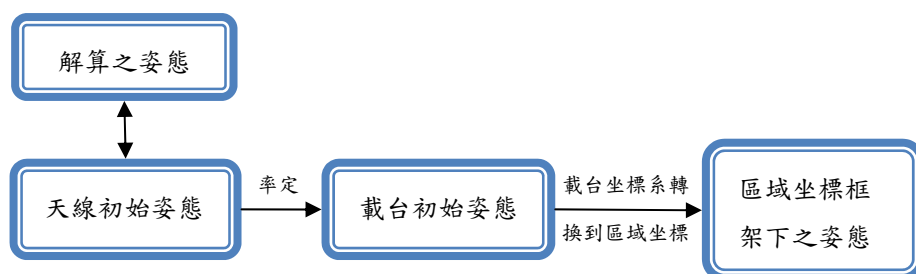 解算之姿態
天線初始姿態
率定
載台初始姿態
載台坐標系轉
換到區域坐標
區域坐標框
架下之姿態